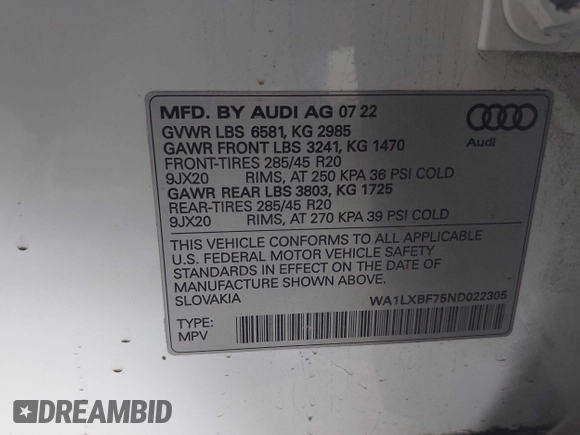 MFD. BY AUDI AG 07 22
GVWR LBS 6581, KG 2985
GAWR FRONT LBS 3241, KG 1470
FRONT-TIRES 285/45 R20
9JX20 RIMS, AT 250 KPA 36 PSI COLD
GAWR REAR LBS 3803, KG 1725
REAR-TIRES 285/45 R20
9JX20 RIMS, AT 270 KPA 39 PSI COLD
Audi
THIS VEHICLE CONFORMS TO ALL APPLICABLE
U.S. FEDERAL MOTOR VEHICLE SAFETY
STANDARDS IN EFFECT ON THE DATE OF
MANUFACTURE SHOWN ABOVE.
SLOVAKIA WA1LXBF75ND022305
TYPE:
MPV
DREAMBID